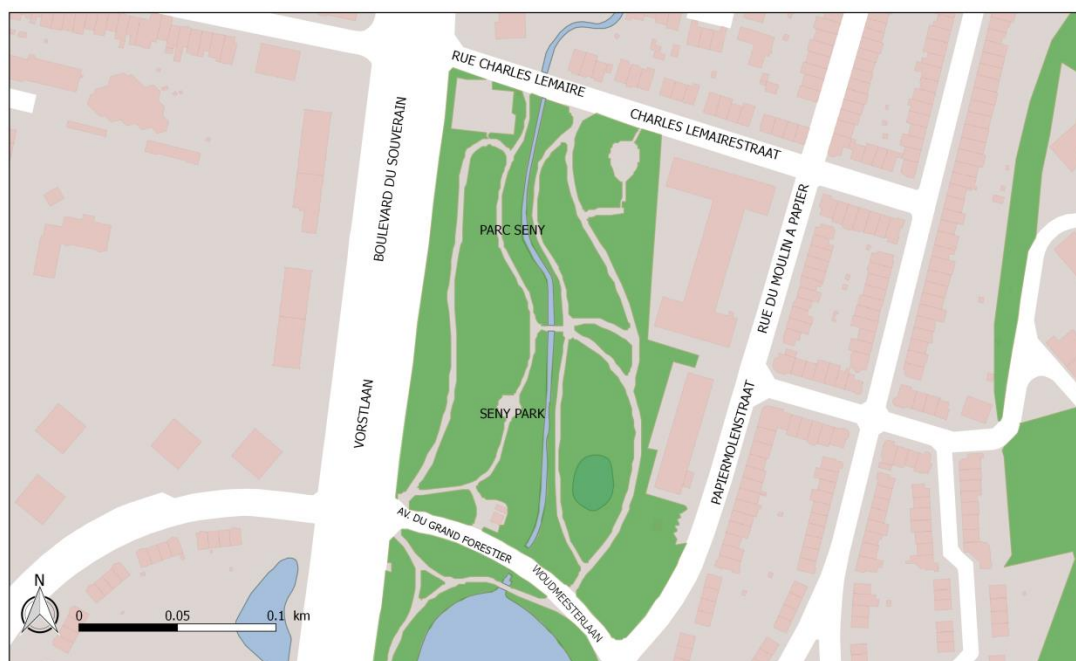 RUE CHARLES LEMAIRE
CHARLES LEMAIRESTRAAT
BOULEVARD DU SOUVERAIN
PARC SENY
RUE DU MOULIN A PAPIER
VORSTLAAN
SENY PARK
PAPIERMOLENSTRAAT
AV. DU GRAND FORESTIER
WOUDMEESTERLAAN
N
0 0.05 0.1 km